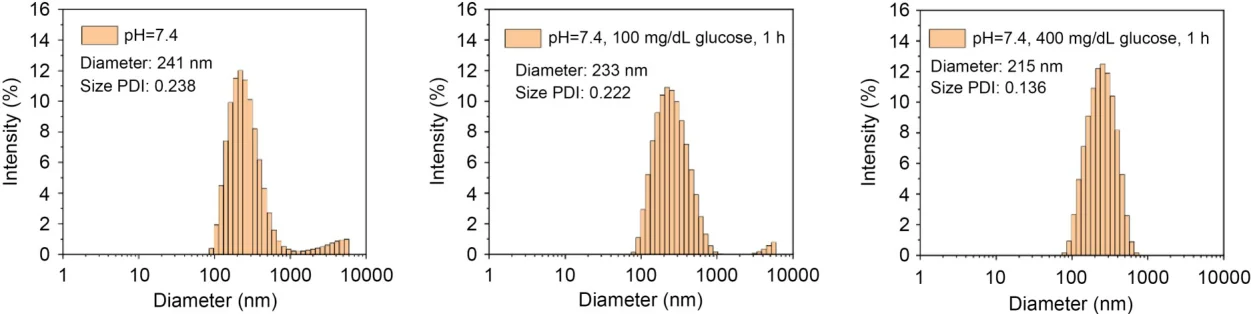 16
14
12
10
8
6
4
2
0
Intensity (%)
pH=7.4
Diameter: 241 nm
Size PDI: 0.238
1 10 100 1000 10000
Diameter (nm)
16
14
12
10
8
6
4
2
0
Intensity (%)
pH=7.4, 100 mg/dL glucose, 1 h
Diameter: 233 nm
Size PDI: 0.222
1 10 100 1000 10000
Diameter (nm)
16
14
12
10
8
6
4
2
0
Intensity (%)
pH=7.4, 400 mg/dL glucose, 1 h
Diameter: 215 nm
Size PDI: 0.136
1 10 100 1000 10000
Diameter (nm)